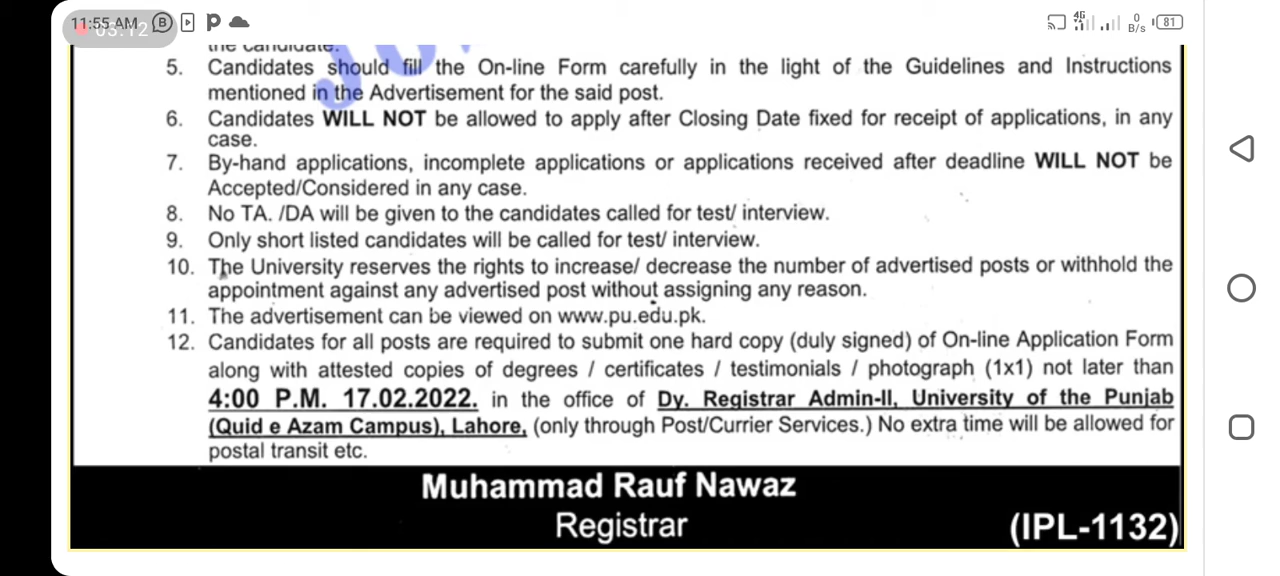 11:55 AM
03:12
4G
0
B/s
81
the candidate.
5. Candidates should fill the On-line Form carefully in the light of the Guidelines and Instructions
mentioned in the Advertisement for the said post.
6. Candidates WILL NOT be allowed to apply after Closing Date fixed for receipt of applications, in any
case.
7. By-hand applications, incomplete applications or applications received after deadline WILL NOT be
Accepted/Considered in any case.
8. No TA. /DA will be given to the candidates called for test/ interview.
9. Only short listed candidates will be called for test/ interview.
10. The University reserves the rights to increase/ decrease the number of advertised posts or withhold the
appointment against any advertised post without assigning any reason.
11. The advertisement can be viewed on www.pu.edu.pk.
12. Candidates for all posts are required to submit one hard copy (duly signed) of On-line Application Form
along with attested copies of degrees / certificates / testimonials / photograph (1x1) not later than
4:00 P.M. 17.02.2022. in the office of Dy. Registrar Admin-II, University of the Punjab
(Quid e Azam Campus), Lahore, (only through Post/Currier Services.) No extra time will be allowed for
postal transit etc.
Muhammad Rauf Nawaz
Registrar
(IPL-1132)